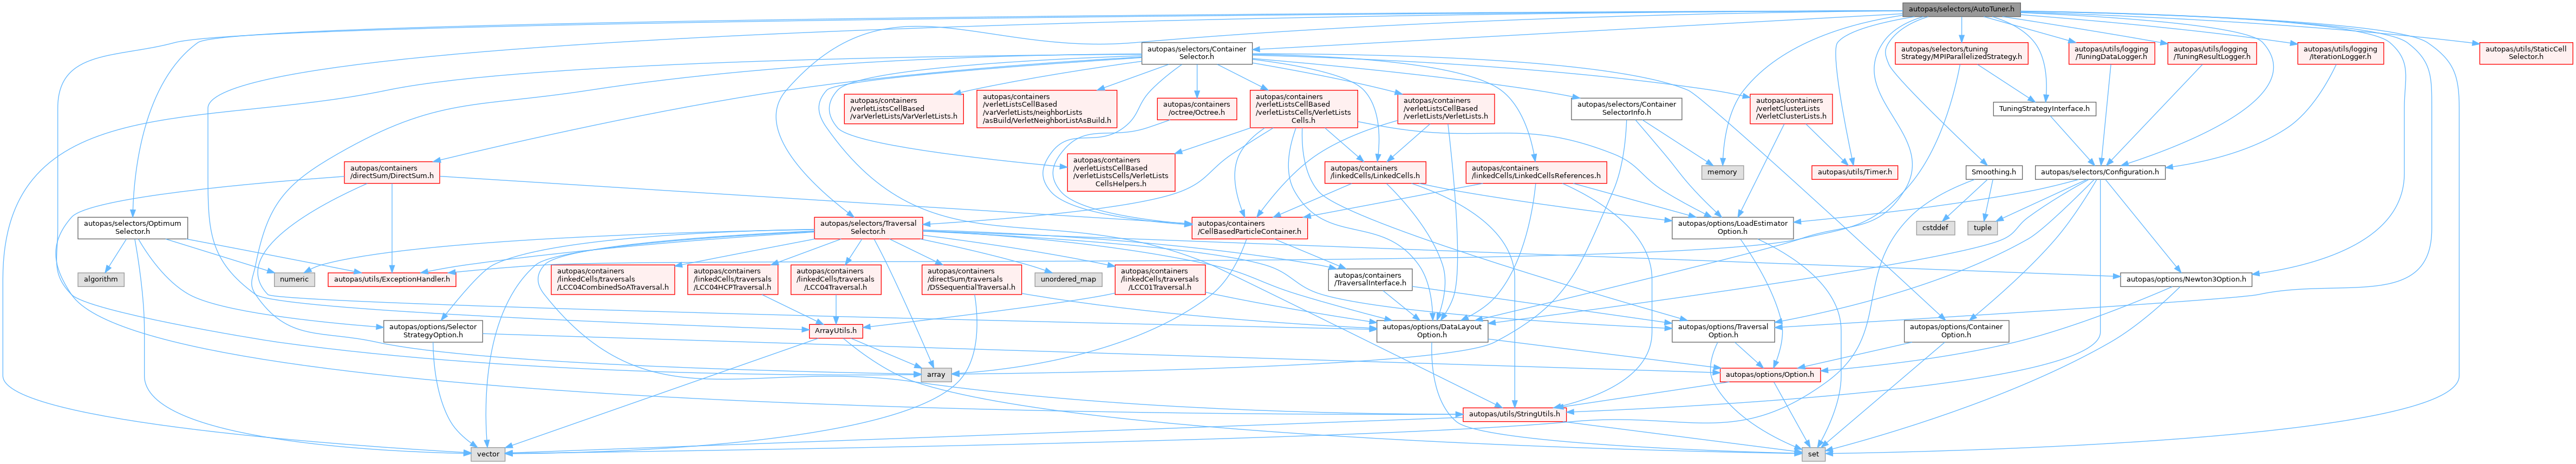 autopas/selectors/AutoTuner.h
autopas/selectors/Container
Selector.h
autopas/selectors/tuning
Strategy/MPIParallelizedStrategy.h
autopas/utils/logging
/TuningDataLogger.h
autopas/utils/logging
/TuningResultLogger.h
autopas/utils/logging
/IterationLogger.h
autopas/utils/StaticCell
Selector.h
autopas/containers
/verletListsCellBased
/varVerletLists/VarVerletLists.h
autopas/containers
/verletListsCellBased
/varVerletLists/neighborLists
/asBuild/VerletNeighborListAsBuild.h
autopas/containers
/octree/Octree.h
autopas/containers
/verletListsCellBased
/verletListsCells/VerletLists
Cells.h
autopas/containers
/verletListsCellBased
/verletLists/VerletLists.h
autopas/selectors/Container
SelectorInfo.h
autopas/containers
/verletClusterLists
/VerletClusterLists.h
TuningStrategyInterface.h
autopas/containers
/directSum/DirectSum.h
autopas/containers
/verletListsCellBased
/verletListsCells/VerletLists
CellsHelpers.h
autopas/containers
/linkedCells/LinkedCells.h
autopas/containers
/linkedCells/LinkedCellsReferences.h
memory
autopas/utils/Timer.h
Smoothing.h
autopas/selectors/Configuration.h
autopas/selectors/Optimum
Selector.h
autopas/selectors/Traversal
Selector.h
autopas/containers
/CellBasedParticleContainer.h
autopas/options/LoadEstimator
Option.h
cstddef
tuple
algorithm
numeric
autopas/utils/ExceptionHandler.h
autopas/containers
/linkedCells/traversals
/LCC04CombinedSoATraversal.h
autopas/containers
/linkedCells/traversals
/LCC04HCPTraversal.h
autopas/containers
/linkedCells/traversals
/LCC04Traversal.h
autopas/containers
/directSum/traversals
/DSSequentialTraversal.h
unordered_map
autopas/containers
/linkedCells/traversals
/LCC01Traversal.h
autopas/containers
/TraversalInterface.h
autopas/options/Newton3Option.h
autopas/options/Selector
StrategyOption.h
ArrayUtils.h
autopas/options/DataLayout
Option.h
autopas/options/Traversal
Option.h
autopas/options/Container
Option.h
array
autopas/options/Option.h
autopas/utils/StringUtils.h
vector
set